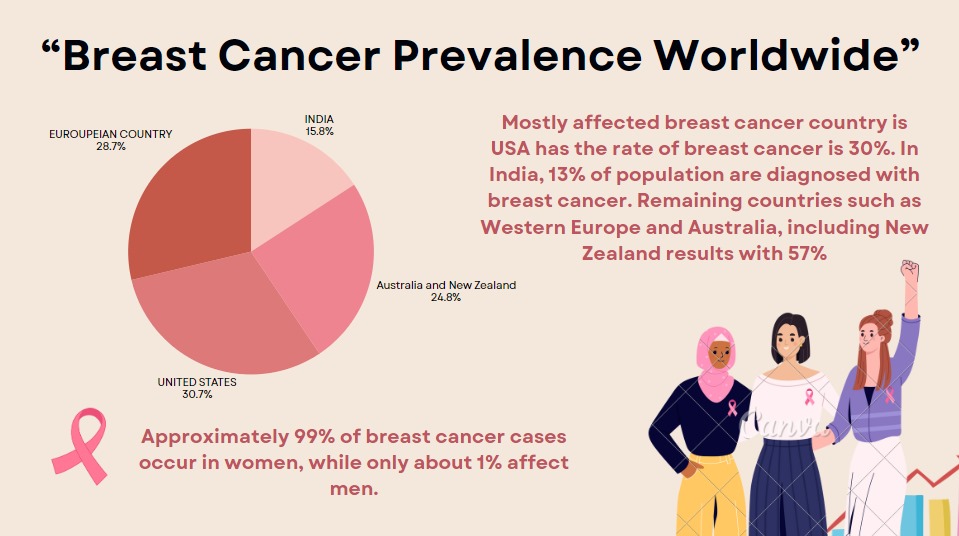 “Breast Cancer Prevalence Worldwide”
INDIA
15.8%
EUROUPEIAN COUNTRY
28.7%
Australia and New Zealand
24.8%
UNITED STATES
30.7%
Mostly affected breast cancer country is
USA has the rate of breast cancer is 30%. In
India, 13% of population are diagnosed with
breast cancer. Remaining countries such as
Western Europe and Australia, including New
Zealand results with 57%
Approximately 99% of breast cancer cases
occur in women, while only about 1% affect
men.
Canva